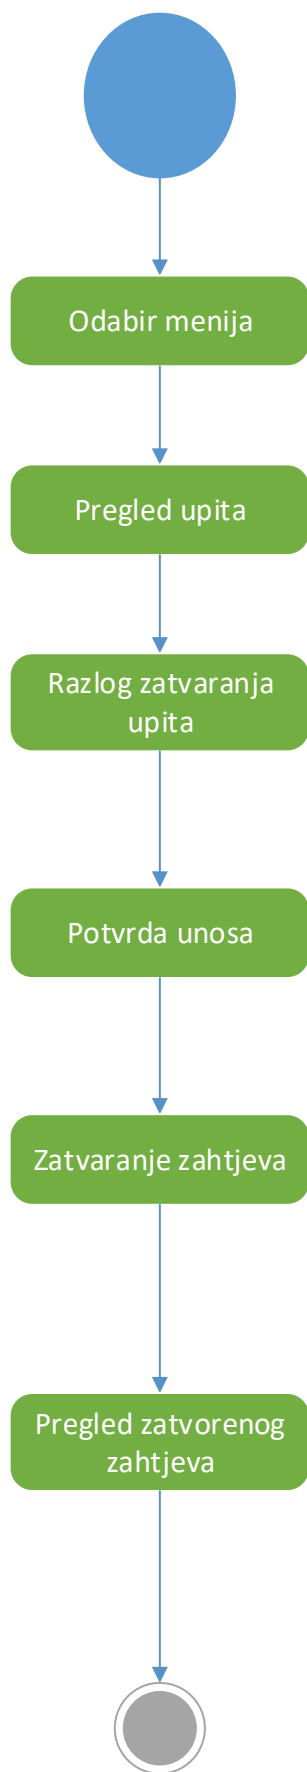 Odabir menija
Pregled upita
Razlog zatvaranja
upita
Potvrda unosa
Zatvaranje zahtjeva
Pregled zatvorenog
zahtjeva